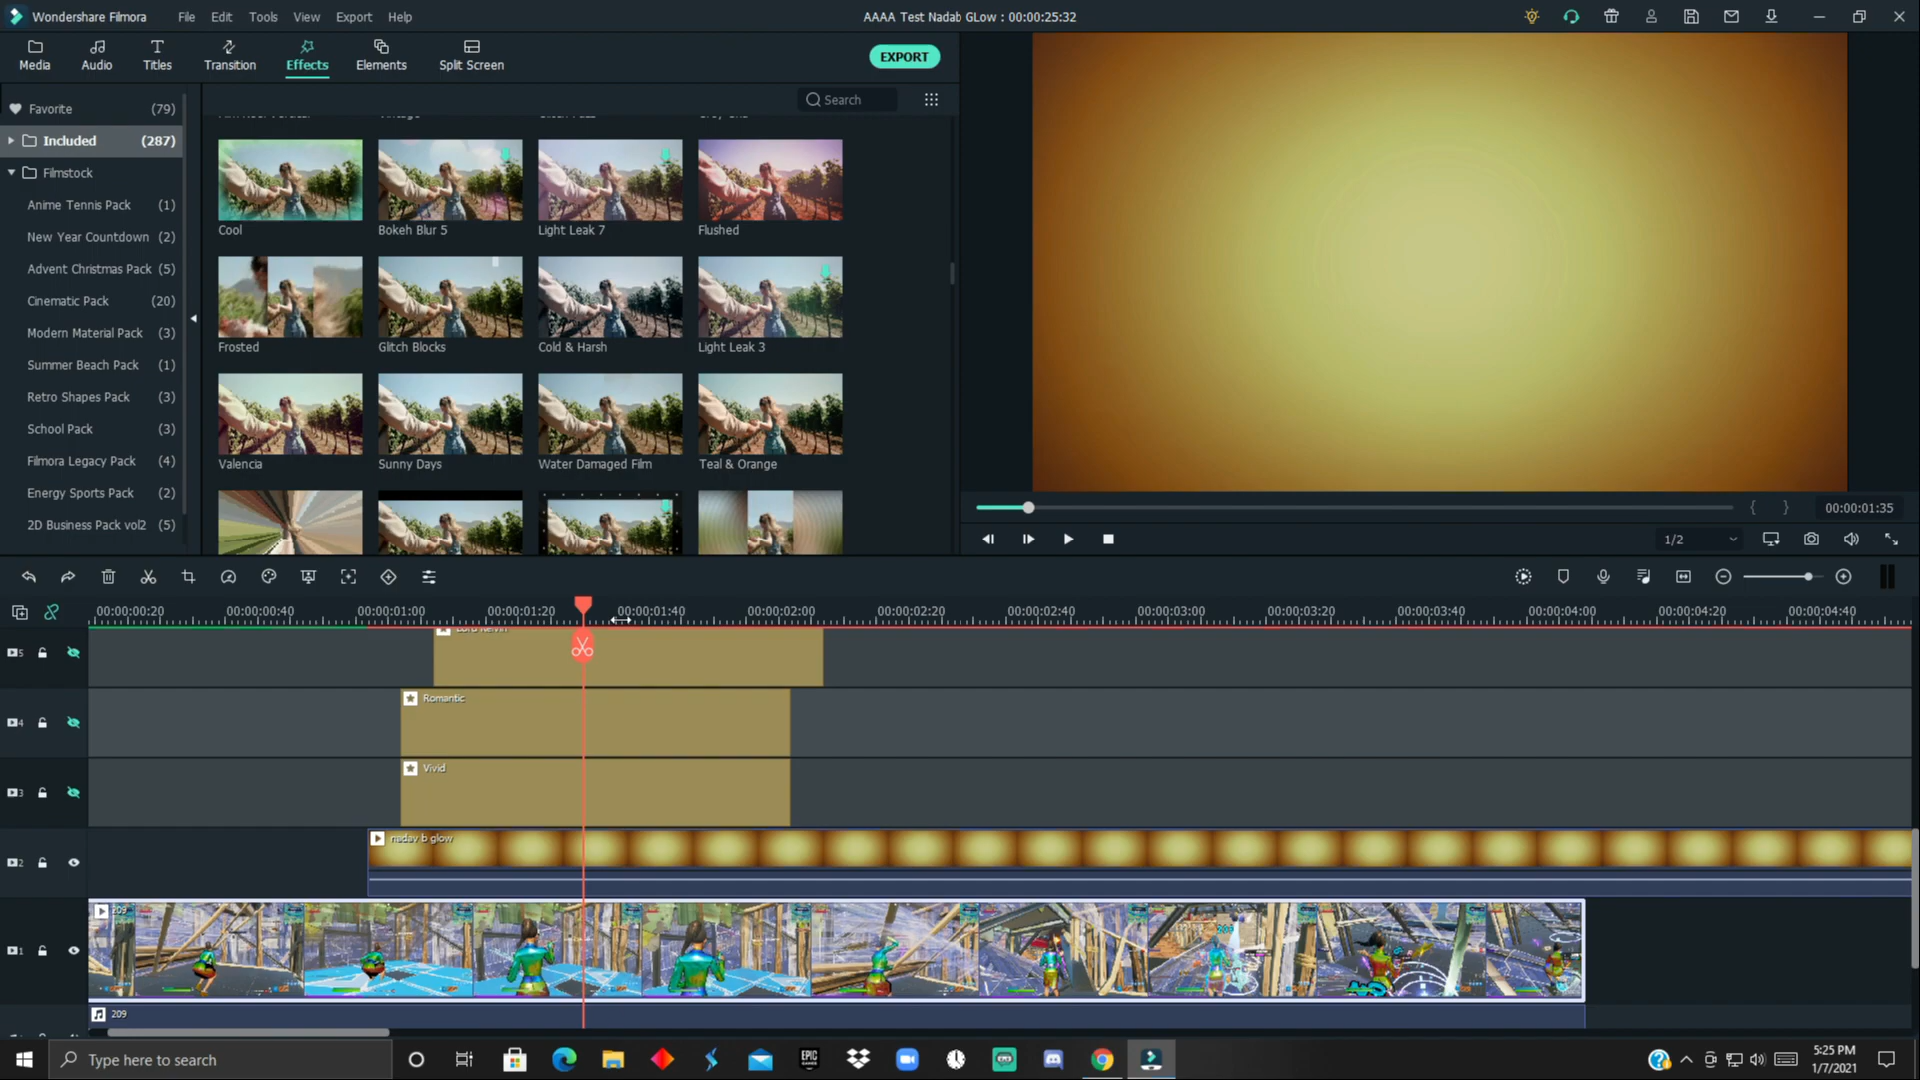 Wondershare Filmora File Edit Tools View Export Help AAAA Test Nadab GLow : 00:00:25:32
Media Audio Titles Transition Effects Elements Split Screen EXPORT
Favorite (79) Search
Included (287)
Filmstock
Anime Tennis Pack (1)
New Year Countdown (2)
Advent Christmas Pack (5)
Cinematic Pack (20)
Modern Material Pack (3)
Summer Beach Pack (1)
Retro Shapes Pack (3)
School Pack (3)
Filmora Legacy Pack (4)
Energy Sports Pack (2)
2D Business Pack vol2 (5)
Cool Bokeh Blur 5 Light Leak 7 Flushed
Frosted Glitch Blocks Cold & Harsh Light Leak 3
Valencia Sunny Days Water Damaged Film Teal & Orange
{ } 00:00:01:35
1/2
00:00:00:20 00:00:00:40 00:00:01:00 00:00:01:20 00:00:01:40 00:00:02:00 00:00:02:20 00:00:02:40 00:00:03:00 00:00:03:20 00:00:03:40 00:00:04:00 00:00:04:20 00:00:04:40
5
4 Romantic
3 Vivid
2 nadav b glow
1 209
209
Type here to search
EPIC
5:25 PM
1/7/2021